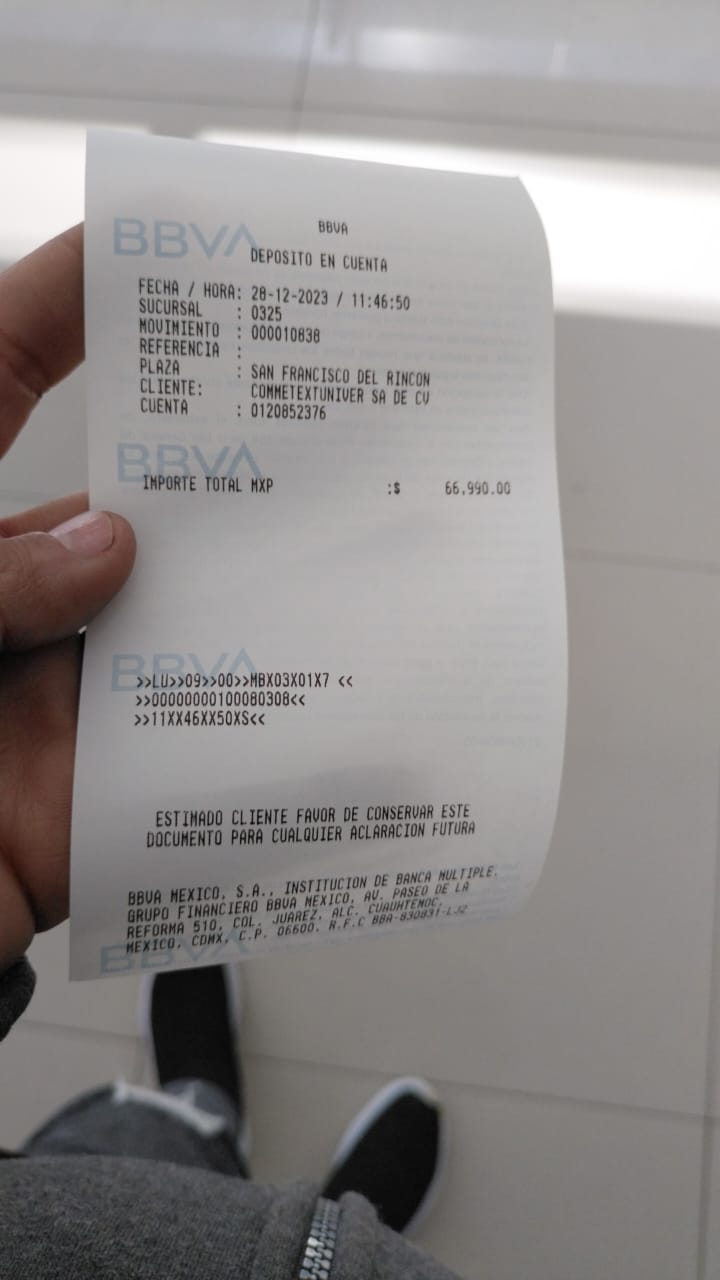 BBVA
BBVA
DEPOSITO EN CUENTA
FECHA / HORA: 28-12-2023 / 11:46:50
SUCURSAL : 0325
MOVIMIENTO : 000010838
REFERENCIA :
PLAZA : SAN FRANCISCO DEL RINCON
CLIENTE: COMMETEXTUNIVER SA DE CV
CUENTA : 0120852376
BBVA
IMPORTE TOTAL MXP :$ 66,990.00
BBVA
>>LU>>09>>00>>MBX03X01X7 <<
>>00000000100080308<<
>>11XX46XX50XS<<
ESTIMADO CLIENTE FAVOR DE CONSERVAR ESTE
DOCUMENTO PARA CUALQUIER ACLARACION FUTURA
BBVA MEXICO, S.A., INSTITUCION DE BANCA MULTIPLE,
GRUPO FINANCIERO BBVA MEXICO, AV. PASEO DE LA
REFORMA 510, COL. JUAREZ, ALC. CUAUHTEMOC,
MEXICO, CDMX, C.P. 06600. R.F.C BBA-830831-LJ2
BBVA